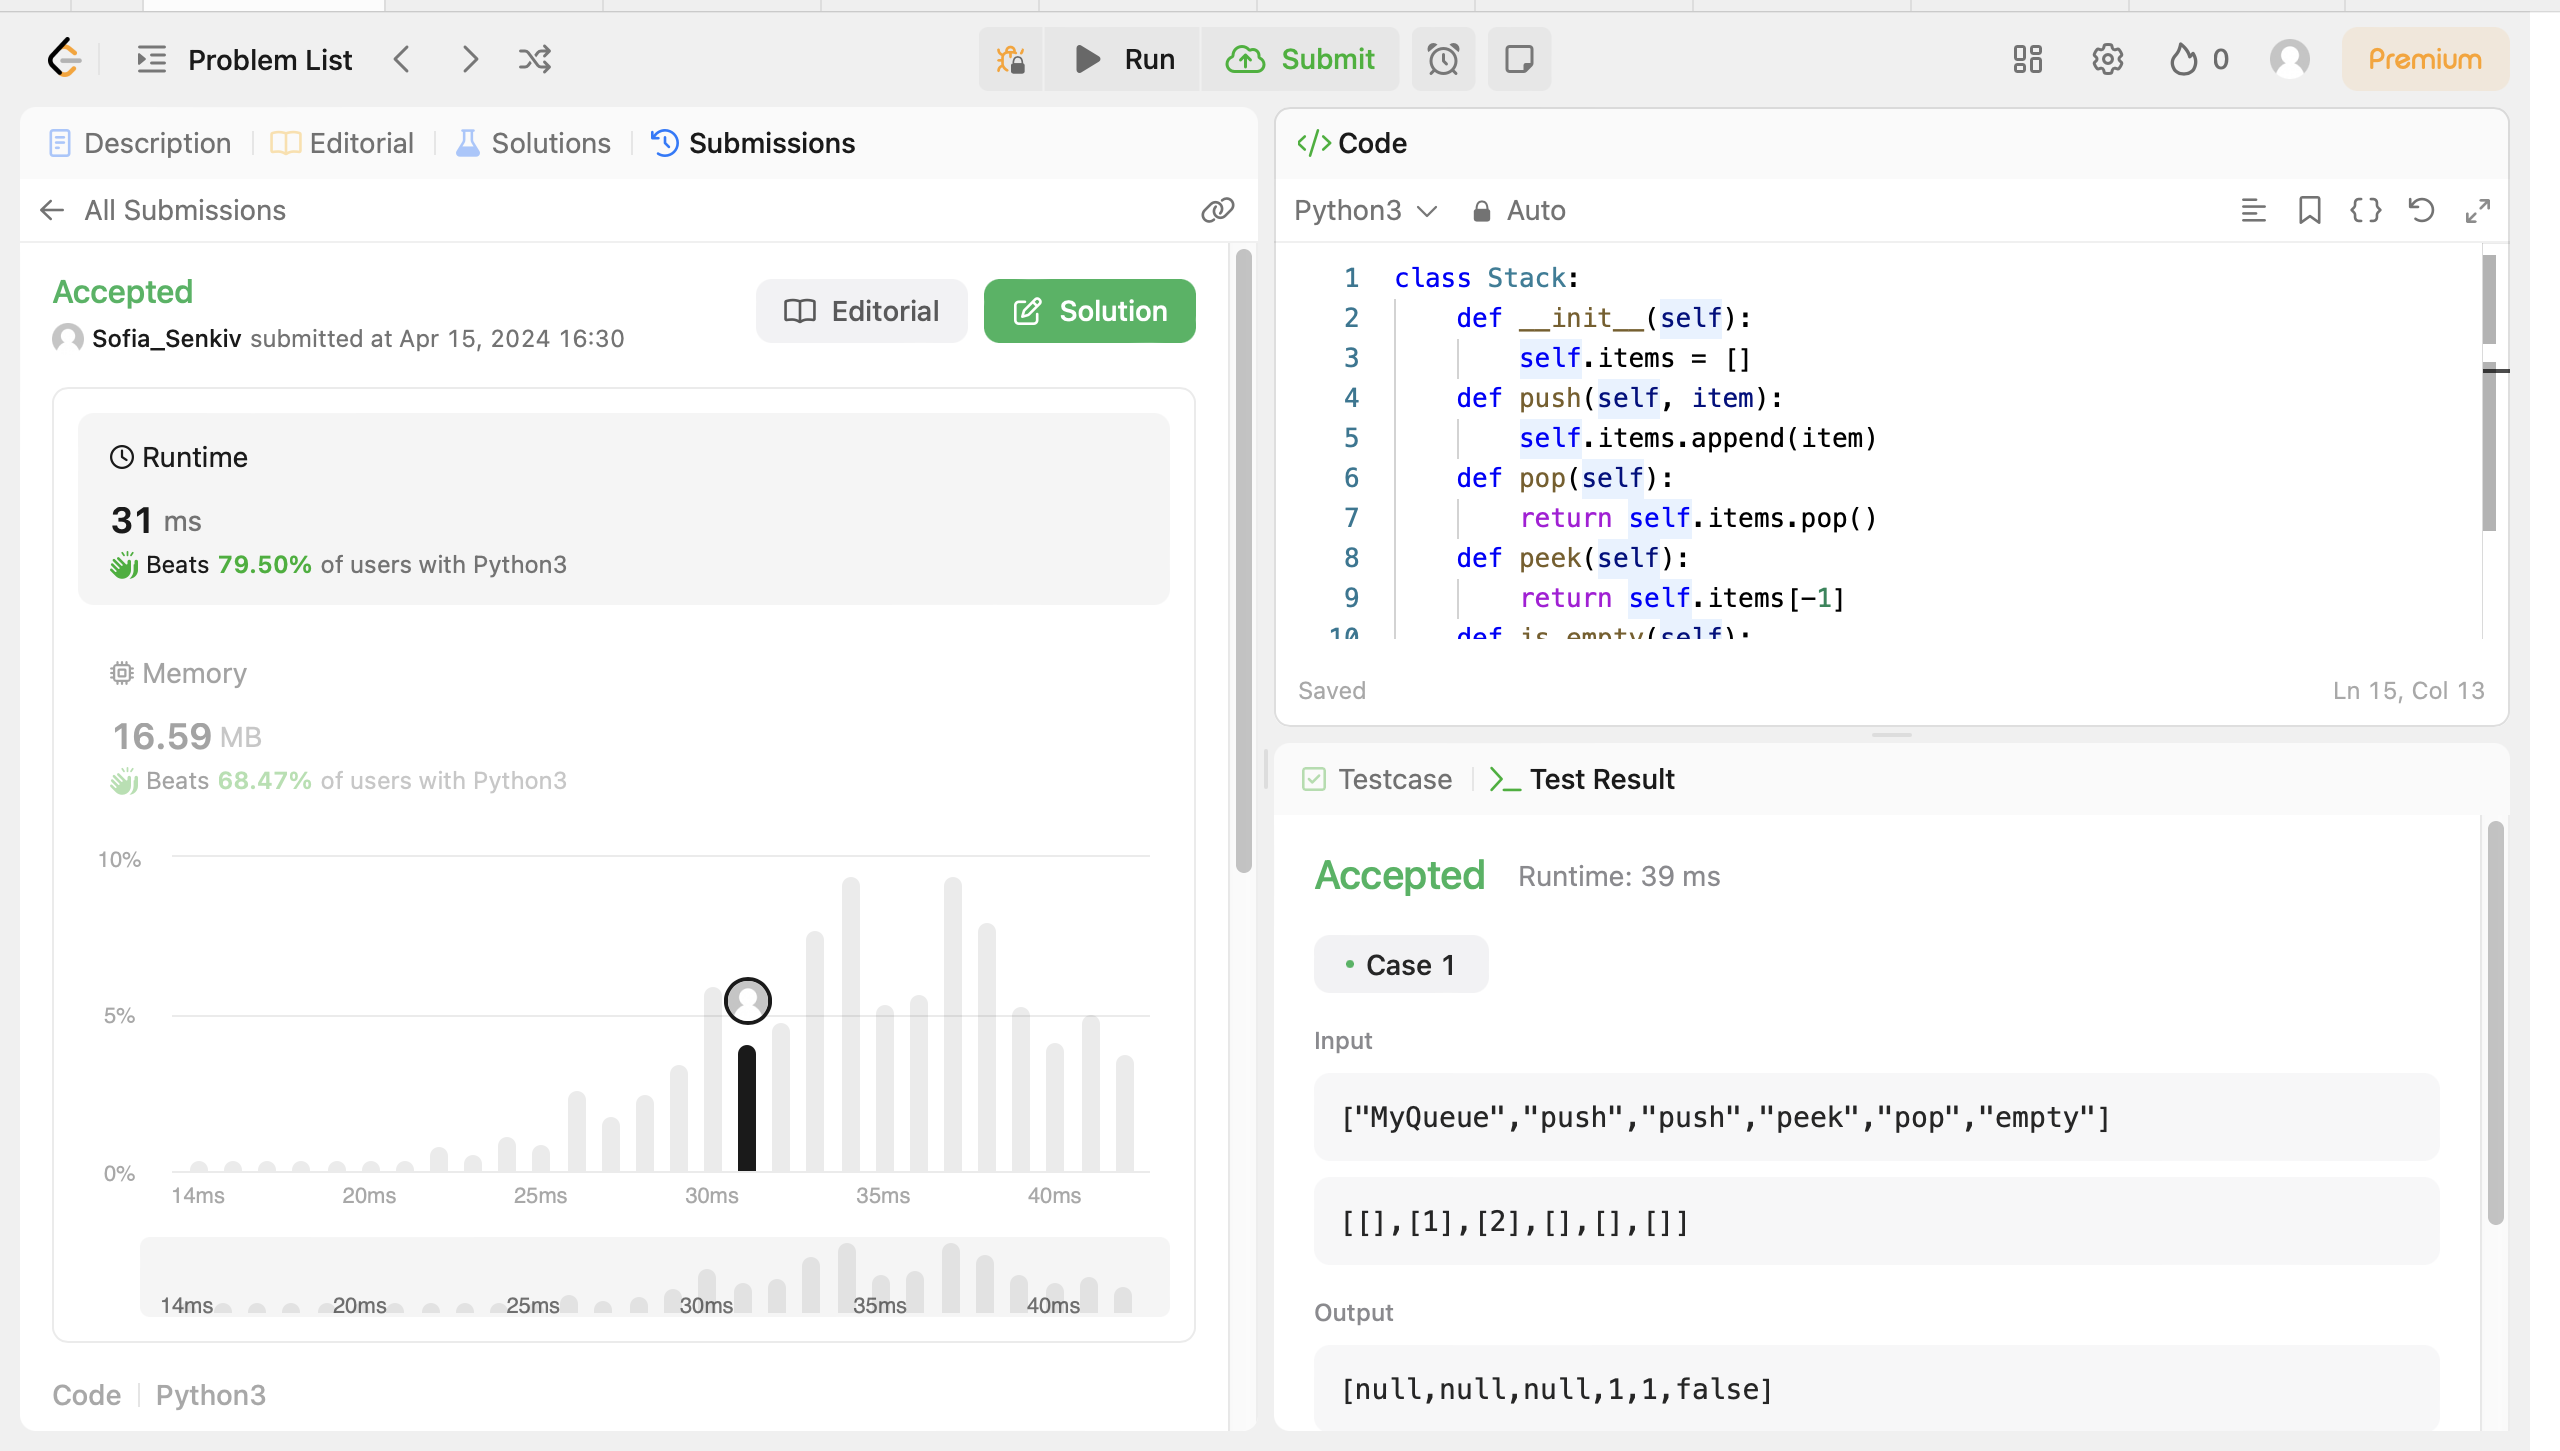 Problem List
Run
Submit
0
Premium
Description
Editorial
Solutions
Submissions
All Submissions
Accepted
Sofia_Senkiv submitted at Apr 15, 2024 16:30
Editorial
Solution
Runtime
31 ms
Beats 79.50% of users with Python3
Memory
16.59 MB
Beats 68.47% of users with Python3
10%
5%
0%
14ms 20ms 25ms 30ms 35ms 40ms
14ms 20ms 25ms 30ms 35ms 40ms
Code
Python3
</> Code
Python3
Auto
1 class Stack:
2 def __init__(self):
3 self.items = []
4 def push(self, item):
5 self.items.append(item)
6 def pop(self):
7 return self.items.pop()
8 def peek(self):
9 return self.items[-1]
10 def is_empty(self):
Saved
Ln 15, Col 13
Testcase
Test Result
Accepted
Runtime: 39 ms
Case 1
Input
["MyQueue","push","push","peek","pop","empty"]
[[],[1],[2],[],[],[]]
Output
[null,null,null,1,1,false]